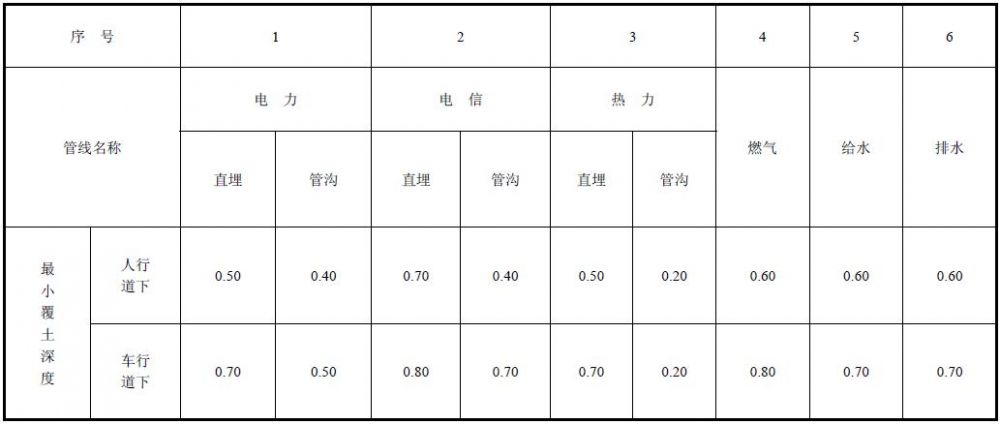 序 号 1 2 3 4 5 6
管线名称 电 力 电 信 热 力 燃气 给水 排水
直埋 管沟 直埋 管沟 直埋 管沟
最小覆土深度
人行道下 0.50 0.40 0.70 0.40 0.50 0.20 0.60 0.60 0.60
车行道下 0.70 0.50 0.80 0.70 0.70 0.20 0.80 0.70 0.70